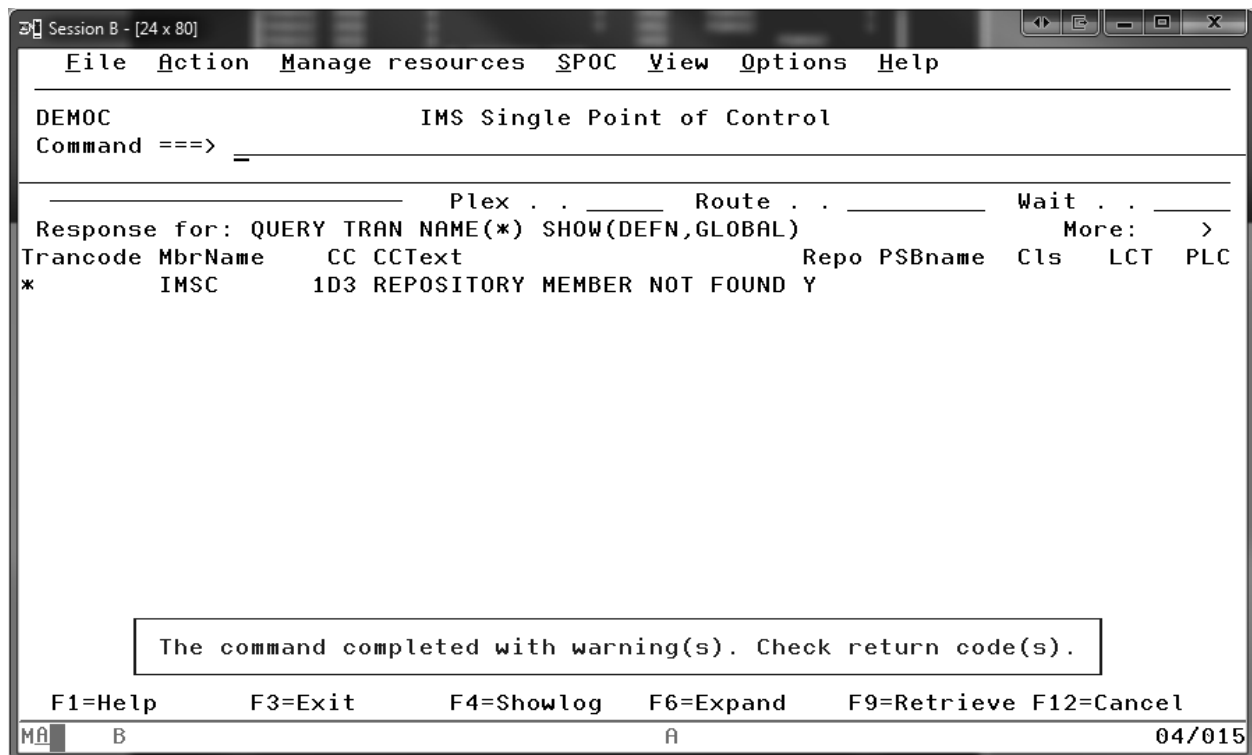 Session B - [24 x 80]
File Action Manage resources SPOC View Options Help
DEMOC IMS Single Point of Control
Command ===>
Plex . . Route . . Wait . .
Response for: QUERY TRAN NAME(*) SHOW(DEFN,GLOBAL) More: >
Trancode MbrName CC CCText Repo PSBname Cls LCT PLC
* IMSC 1D3 REPOSITORY MEMBER NOT FOUND Y
The command completed with warning(s). Check return code(s).
F1=Help F3=Exit F4=Showlog F6=Expand F9=Retrieve F12=Cancel
MA B A 04/015